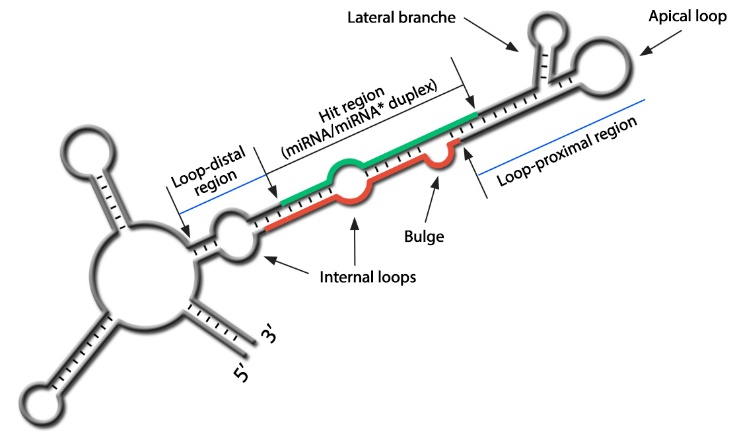 Lateral branche
Apical loop
Hit region
(miRNA/miRNA* duplex)
Loop-distal
region
Loop-proximal region
Bulge
Internal loops
3'
5'